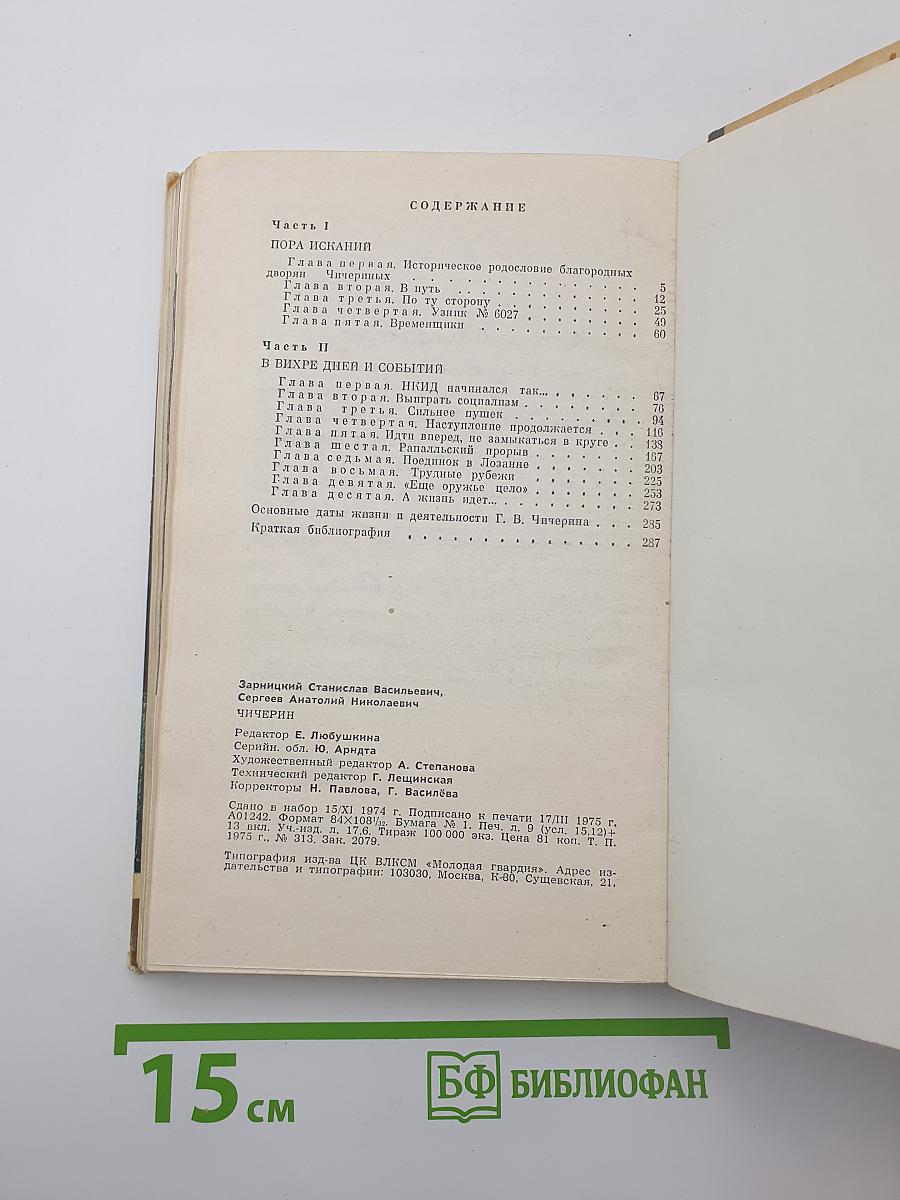 СОДЕРЖАНИЕ
Часть I
ПОРА ИСКАНИЙ
Глава первая. Историческое родословие благородных
дворян Чичериных . . . . . . . . . . . . . . 5
Глава вторая. В путь . . . . . . . . . . . . 12
Глава третья. По ту сторону . . . . . . . . . 25
Глава четвертая. Узник № 6027 . . . . . . . . 49
Глава пятая. Временщики . . . . . . . . . . . 60
Часть II
В ВИХРЕ ДНЕЙ И СОБЫТИЙ
Глава первая. НКИД начинался так... . . . . . . 67
Глава вторая. Выиграть социализм . . . . . . . 76
Глава третья. Сильнее пушек . . . . . . . . . 94
Глава четвертая. Наступление продолжается . . . 116
Глава пятая. Идти вперед, не замыкаться в круге . . 138
Глава шестая. Рапалльский прорыв . . . . . . . 167
Глава седьмая. Поединок в Лозанне . . . . . . . 203
Глава восьмая. Трудные рубежи . . . . . . . . 225
Глава девятая. «Еще оружье цело» . . . . . . . 253
Глава десятая. А жизнь идет... . . . . . . . . 273
Основные даты жизни и деятельности Г. В. Чичерина . . . 285
Краткая библиография . . . . . . . . . . . . . 287
Зарницкий Станислав Васильевич,
Сергеев Анатолий Николаевич
ЧИЧЕРИН
Редактор Е. Любушкина
Серийн. обл. Ю. Арндта
Художественный редактор А. Степанова
Технический редактор Г. Лещинская
Корректоры Н. Павлова, Г. Василёва
Сдано в набор 15/XI 1974 г. Подписано к печати 17/III 1975 г.
А01242. Формат 84×108¹/₃₂. Бумага № 1. Печ. л. 9 (усл. 15,12)+
13 вкл. Уч.-изд. л. 17,6. Тираж 100 000 экз. Цена 81 коп. Т. П.
1975 г., № 313. Зак. 2079.
Типография изд-ва ЦК ВЛКСМ «Молодая гвардия». Адрес из-
дательства и типографии: 103030, Москва, К-30, Сущевская, 21.
15 см
БФ БИБЛИОФАН